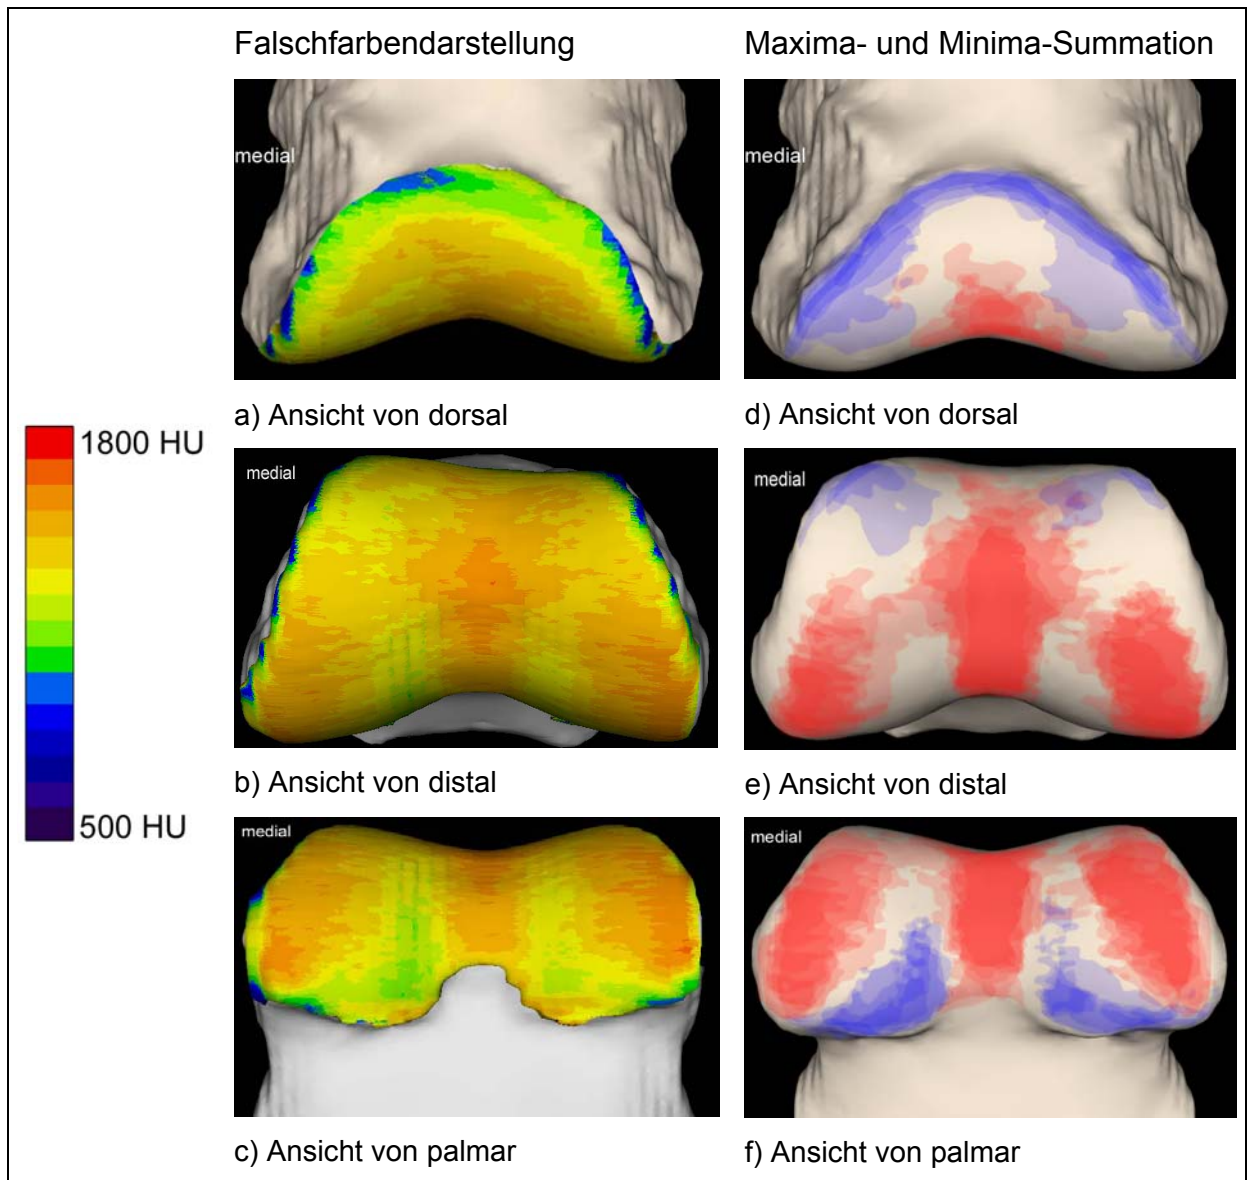 Falschfarbendarstellung
Maxima- und Minima-Summation
medial
medial
a) Ansicht von dorsal
d) Ansicht von dorsal
1800 HU
500 HU
medial
medial
b) Ansicht von distal
e) Ansicht von distal
medial
medial
c) Ansicht von palmar
f) Ansicht von palmar